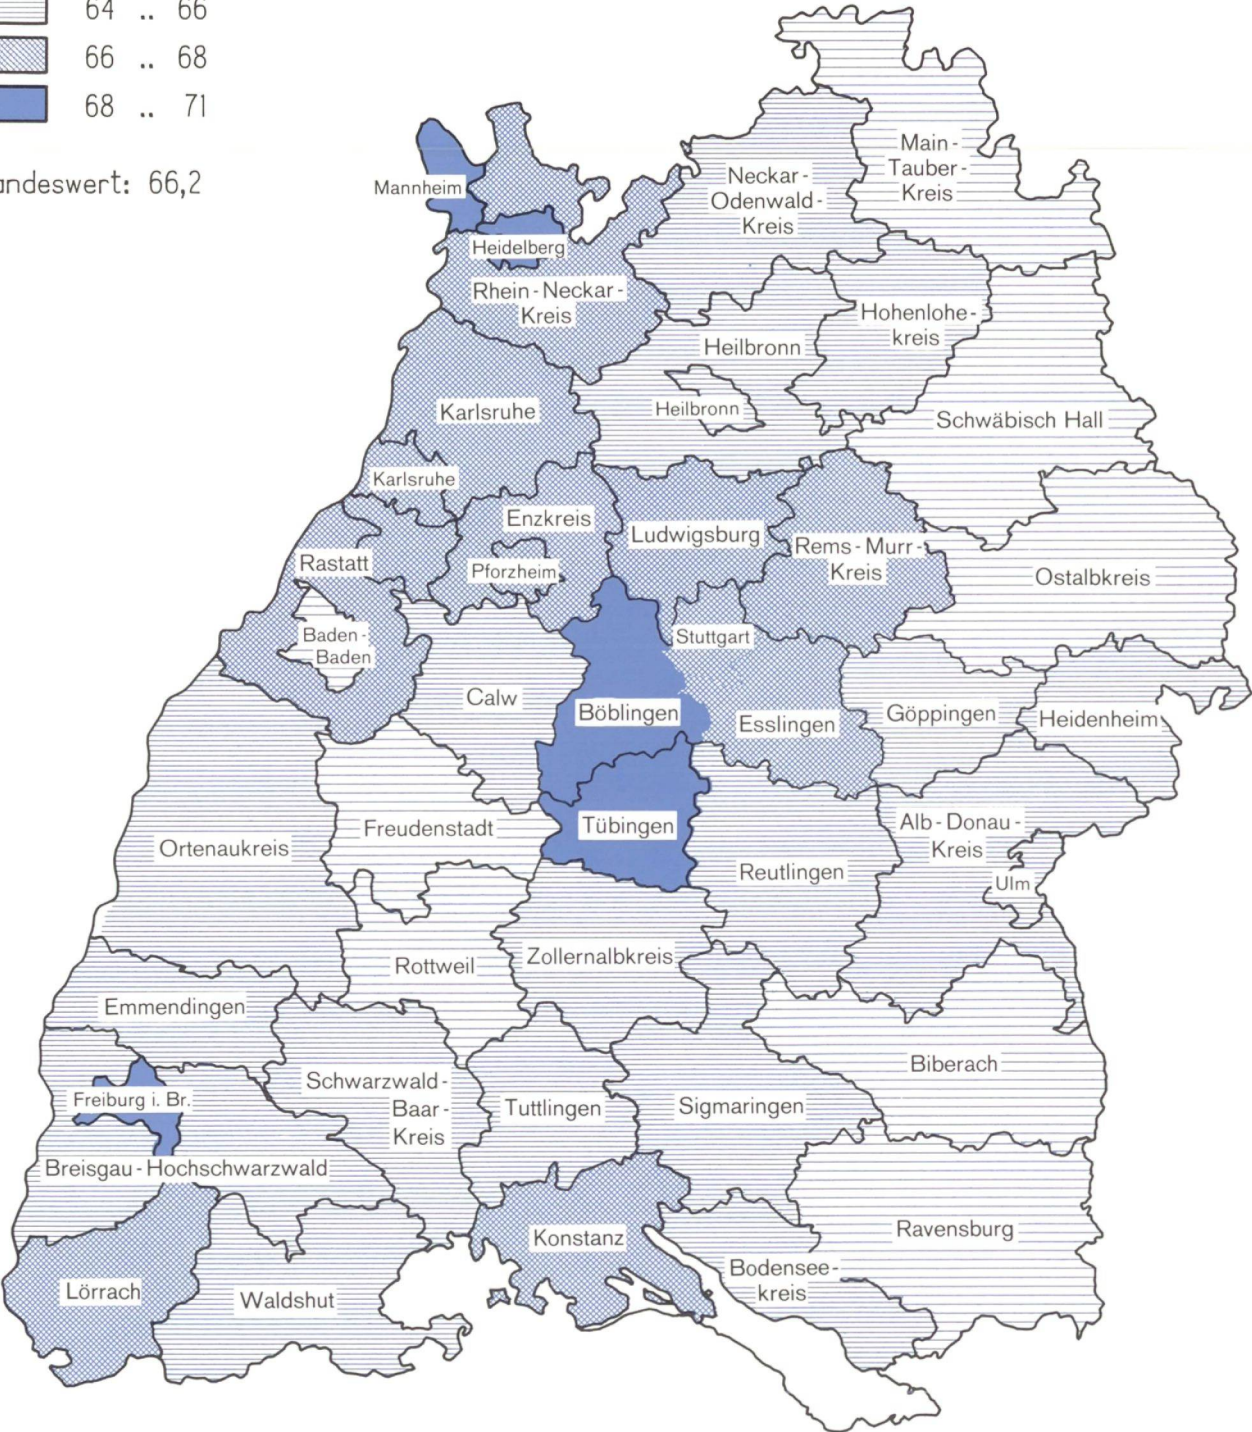 64 .. 66
66 .. 68
68 .. 71
andeswert: 66,2
Main-
Tauber-
Kreis
Mannheim
Neckar-
Odenwald-
Kreis
Heidelberg
Rhein-Neckar-
Kreis
Hohenlohe-
kreis
Heilbronn
Karlsruhe
Heilbronn
Schwäbisch Hall
Karlsruhe
Enzkreis
Ludwigsburg
Rems-Murr-
Kreis
Rastatt
Pforzheim
Ostalbkreis
Baden-
Baden
Stuttgart
Calw
Böblingen
Esslingen
Göppingen
Heidenheim
Ortenaukreis
Freudenstadt
Tübingen
Alb-Donau-
Kreis
Reutlingen
Ulm
Rottweil
Zollernalbkreis
Emmendingen
Biberach
Schwarzwald-
Baar-
Kreis
Freiburg i. Br.
Tuttlingen
Sigmaringen
Breisgau-Hochschwarzwald
Konstanz
Ravensburg
Lörrach
Waldshut
Bodensee-
kreis